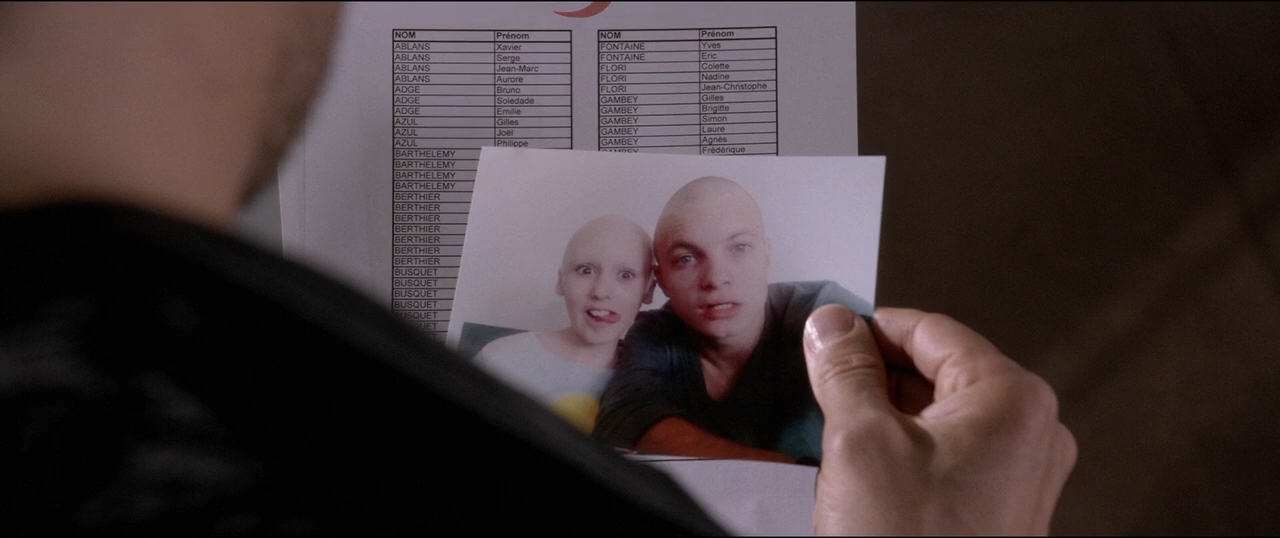 NOM Prénom
ABLANS Xavier
ABLANS Serge
ABLANS Jean-Marc
ABLANS Aurore
ADGE Bruno
ADGE Soledade
ADGE Emilie
AZUL Gilles
AZUL Joël
AZUL Philippe
BARTHELEMY
BARTHELEMY
BARTHELEMY
BARTHELEMY
BERTHIER
BERTHIER
BERTHIER
BERTHIER
BERTHIER
BERTHIER
BERTHIER
BUSQUET
BUSQUET
BUSQUET
BUSQUET
BUSQUET
NOM Prénom
FONTAINE Yves
FONTAINE Eric
FLORI Colette
FLORI Nadine
FLORI Jean-Christophe
GAMBEY Gilles
GAMBEY Brigitte
GAMBEY Simon
GAMBEY Laure
GAMBEY Agnès
GAMBEY Frédérique